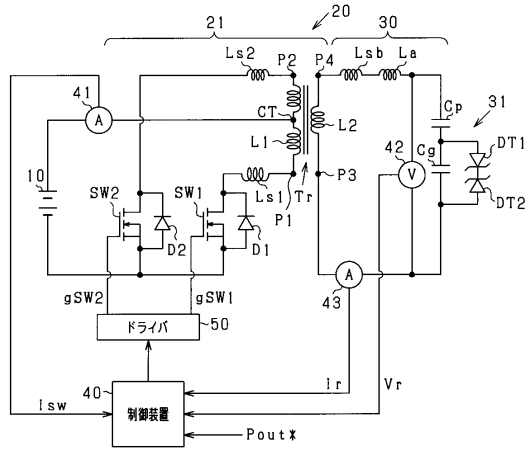 20
21
30
Ls2
P2
P4
Lsb
La
41
A
CT
Cp
31
L1
L2
42
Cg
DT1
V
10
SW2
SW1
Ls1
Tr
P3
DT2
P1
D2
D1
A
43
gSW2
gSW1
ドライバ
50
40
制御装置
Isw
Ir
Vr
Pout*